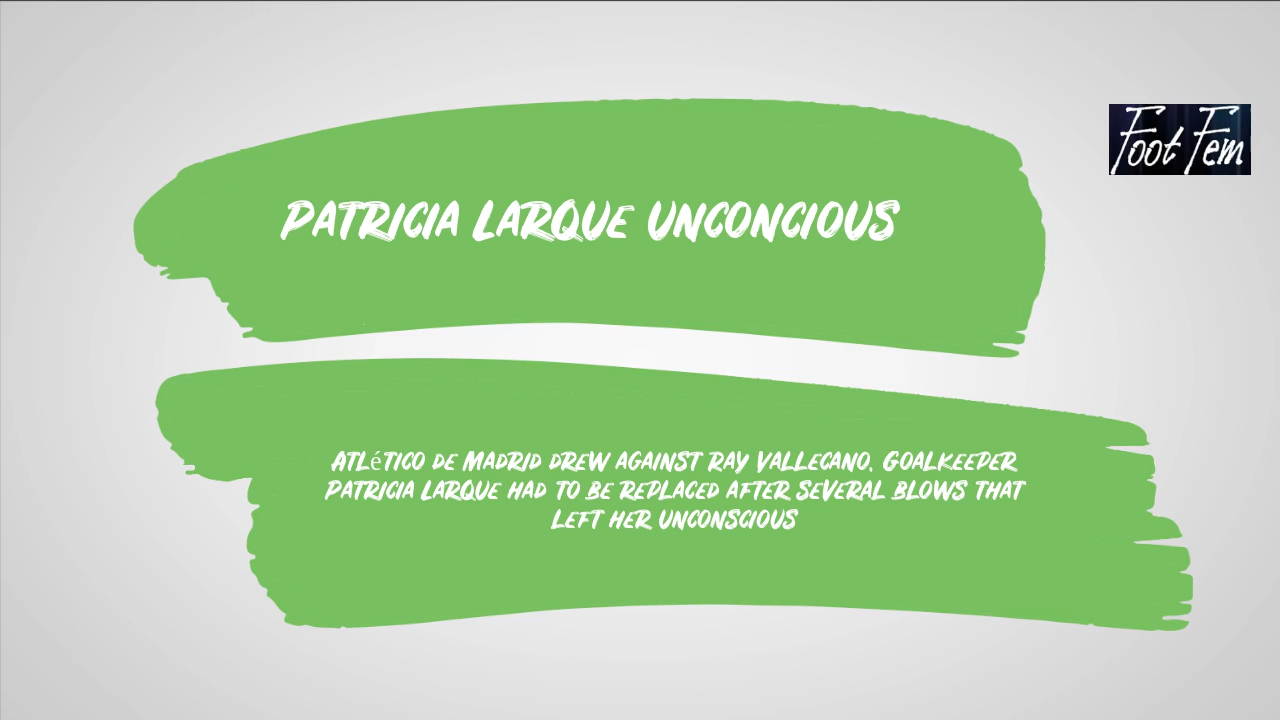 Foot Fem
PATRICIA LARQUE UNCONCIOUS
ATLéTICO DE MADRID DREW AGAINST RAY VALLECANO. GOALKEEPER
PATRICIA LARQUE HAD TO BE REPLACED AFTER SEVERAL BLOWS THAT
LEFT HER UNCONSCIOUS